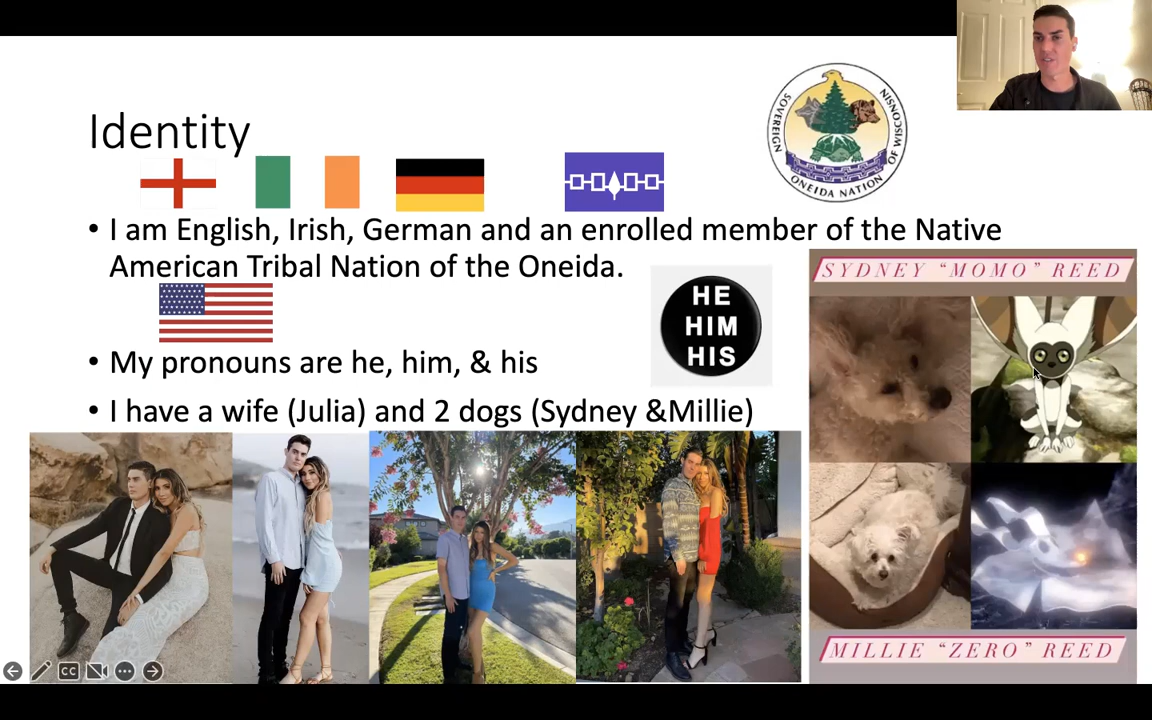 Identity
SOVEREIGN
ONEIDA NATION
OF WISCONSIN
• I am English, Irish, German and an enrolled member of the Native
American Tribal Nation of the Oneida.
HE
HIM
HIS
• My pronouns are he, him, & his
• I have a wife (Julia) and 2 dogs (Sydney &Millie)
SYDNEY “MOMO” REED
MILLIE “ZERO” REED
CC